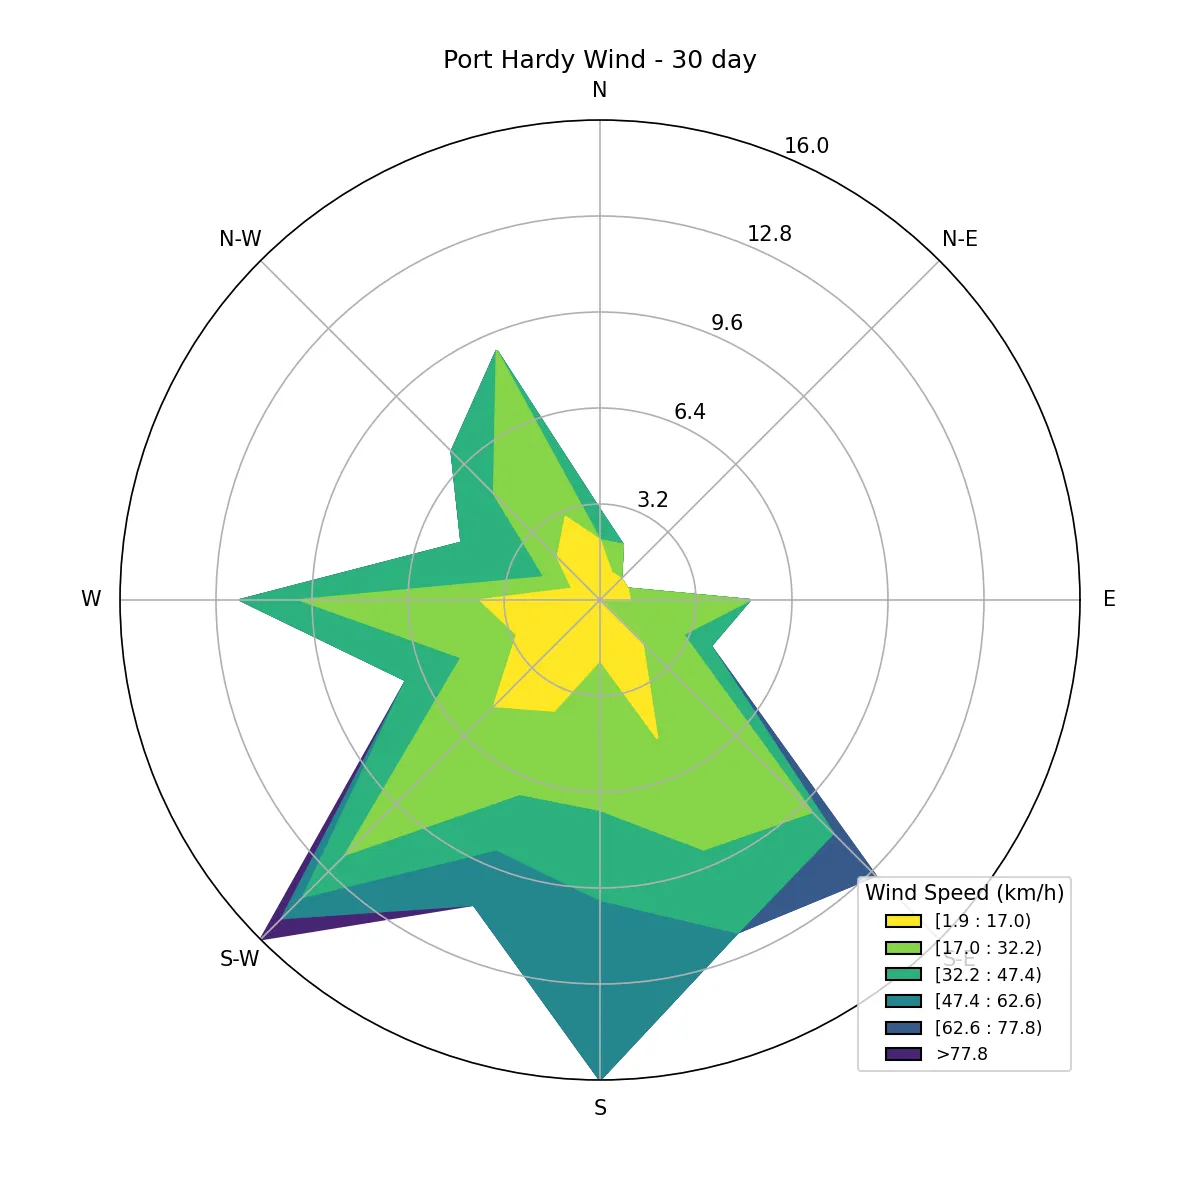 Port Hardy Wind - 30 day
N
16.0
N-W
12.8
N-E
9.6
6.4
3.2
W
E
Wind Speed (km/h)
[1.9 : 17.0)
[17.0 : 32.2)
S-W
S-E
[32.2 : 47.4)
[47.4 : 62.6)
[62.6 : 77.8)
>77.8
S